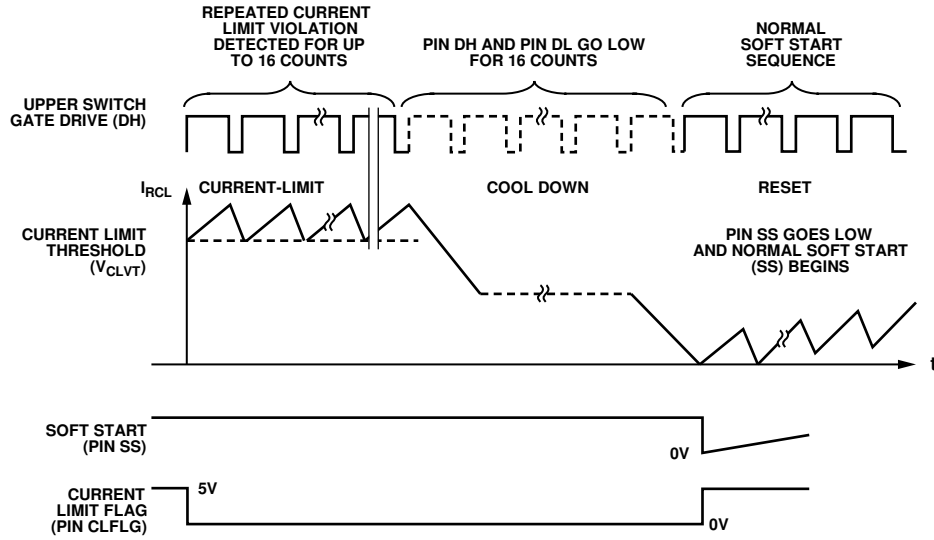 REPEATED CURRENT
LIMIT VIOLATION
DETECTED FOR UP
TO 16 COUNTS
PIN DH AND PIN DL GO LOW
FOR 16 COUNTS
NORMAL
SOFT START
SEQUENCE
UPPER SWITCH
GATE DRIVE (DH)
IRCL
CURRENT-LIMIT
COOL DOWN
RESET
CURRENT LIMIT
THRESHOLD
(VCLVT)
PIN SS GOES LOW
AND NORMAL SOFT START
(SS) BEGINS
t
SOFT START
(PIN SS)
0V
CURRENT
LIMIT FLAG
(PIN CLFLG)
5V
0V